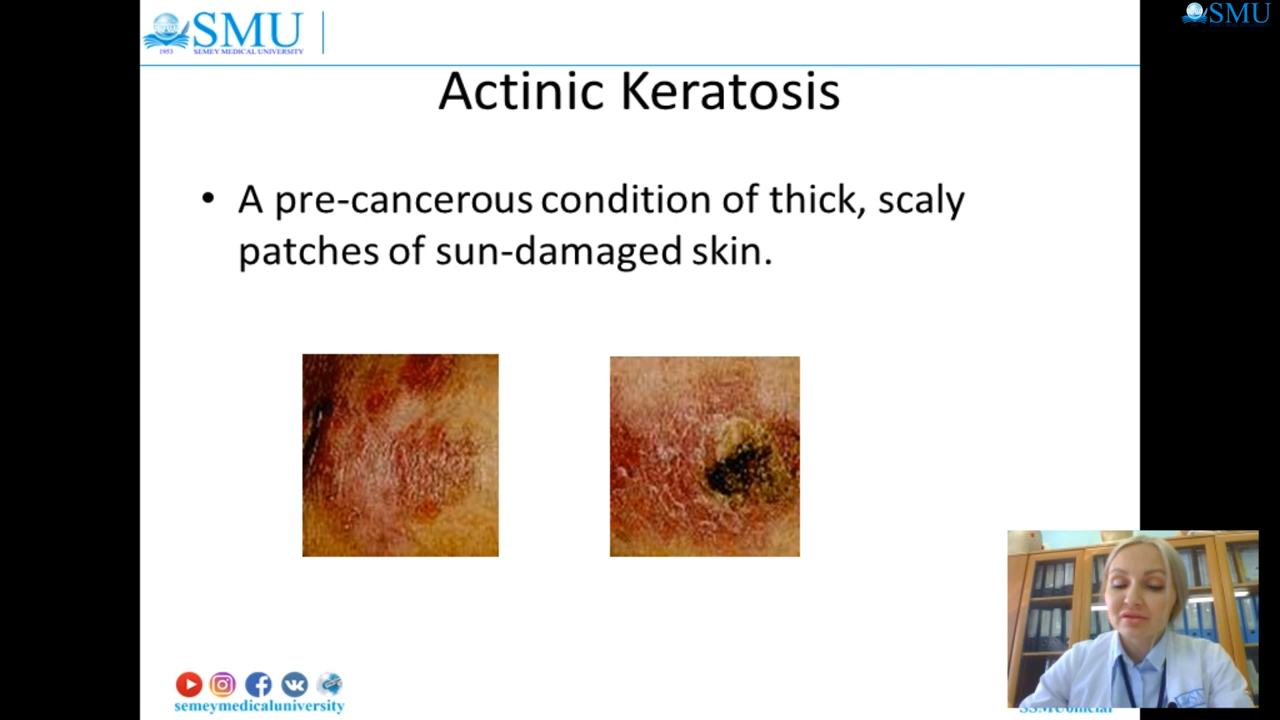 SMU
1953 SEMEY MEDICAL UNIVERSITY
SMU
Actinic Keratosis
• A pre-cancerous condition of thick, scaly
patches of sun-damaged skin.
semeymedicaluniversity